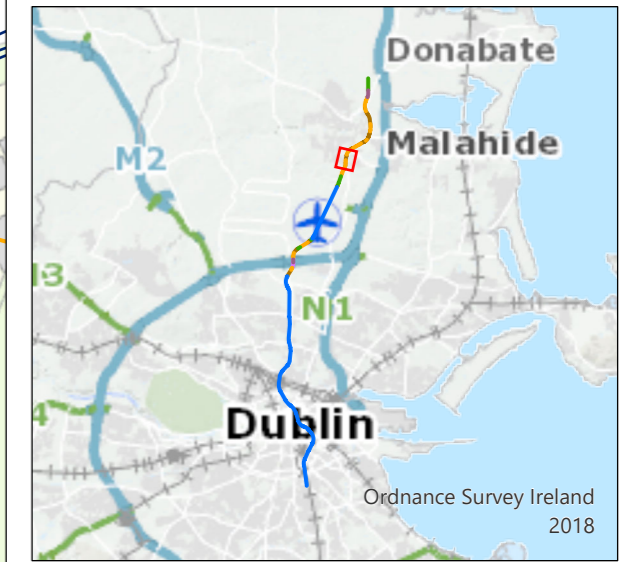 Donabate
M2
Malahide
N1
Dublin
Ordnance Survey Ireland
2018